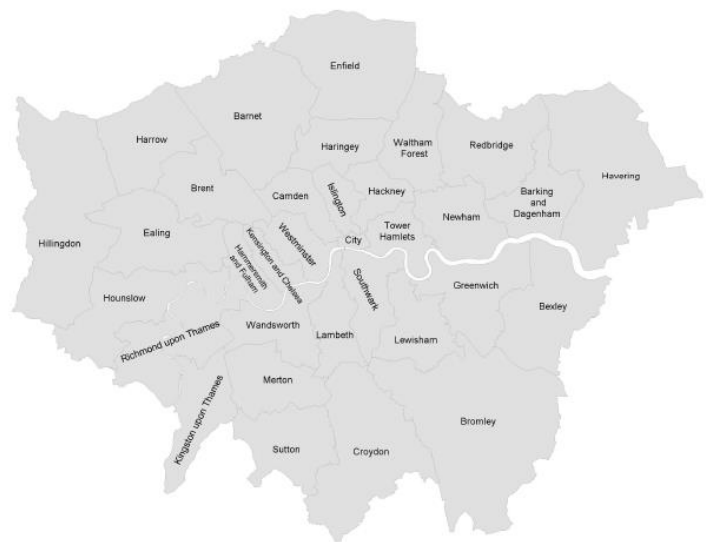 Enfield
Barnet
Harrow
Haringey
Waltham
Forest
Redbridge
Havering
Brent
Camden
Islington
Hackney
Barking
and
Dagenham
Hillingdon
Ealing
Hammersmith
and Fulham
Kensington and Chelsea
Westminster
City
Tower
Hamlets
Newham
Hounslow
Southwark
Greenwich
Bexley
Richmond upon Thames
Wandsworth
Lambeth
Lewisham
Kingston upon Thames
Merton
Bromley
Sutton
Croydon